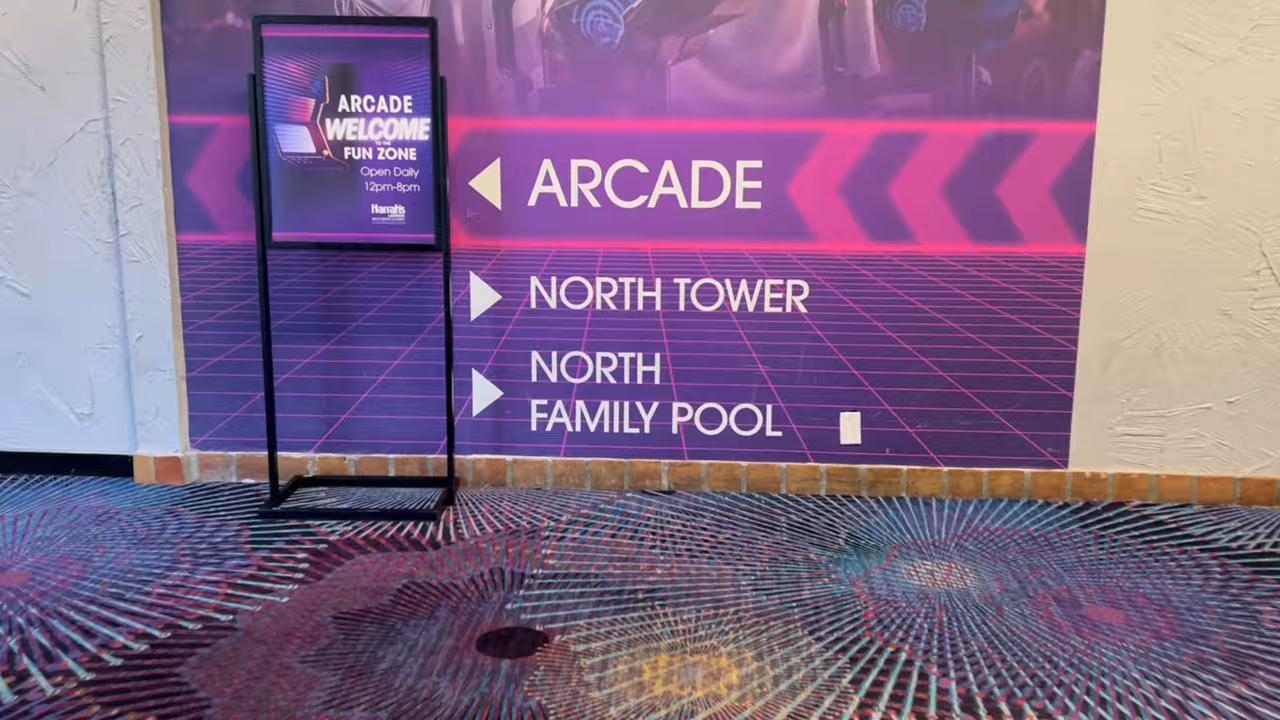 ARCADE
WELCOME
TO THE
FUN ZONE
Open Daily
12pm-8pm
Harrah's
ARCADE
NORTH TOWER
NORTH
FAMILY POOL